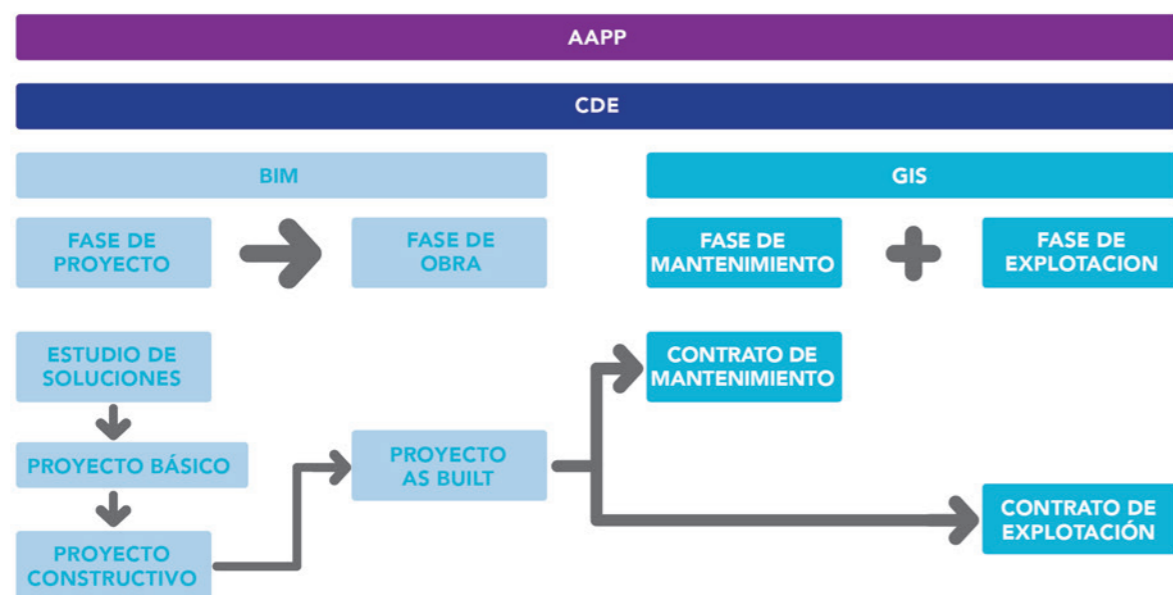 AAPP
CDE
BIM
GIS
FASE DE
PROYECTO
FASE DE
OBRA
FASE DE
MANTENIMIENTO
FASE DE
EXPLOTACION
ESTUDIO DE
SOLUCIONES
CONTRATO DE
MANTENIMIENTO
PROYECTO BÁSICO
PROYECTO
AS BUILT
PROYECTO
CONSTRUCTIVO
CONTRATO DE
EXPLOTACIÓN